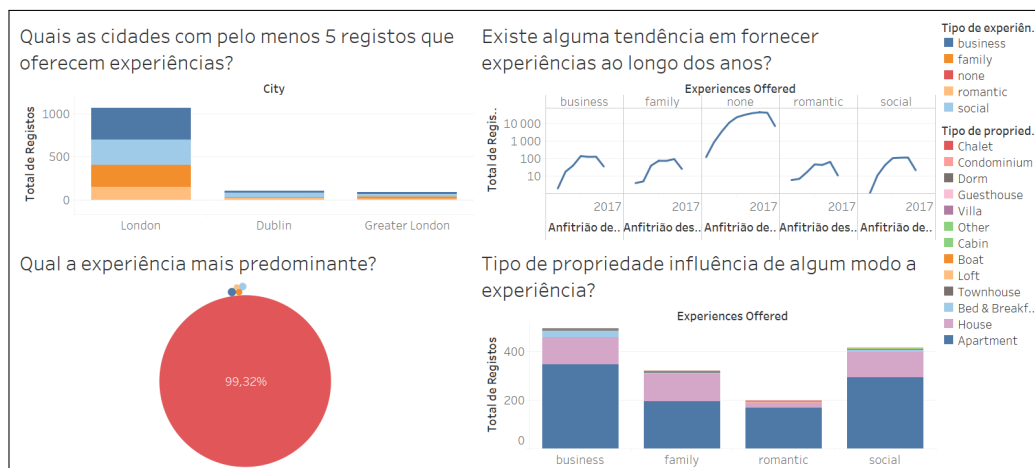 Quais as cidades com pelo menos 5 registos que
oferecem experiências?
City
Total de Registos
1000
500
0
London
Dublin
Greater London
Existe alguma tendência em fornecer
experiências ao longo dos anos?
Experiences Offered
business
family
none
romantic
social
Total de Regis..
10 000
100
10
2017
2017
2017
2017
2017
Anfitrião de..
Anfitrião des..
Anfitrião de..
Anfitrião des..
Anfitrião de..
Tipo de experiên..
business
family
none
romantic
social
Tipo de propried..
Chalet
Condominium
Dorm
Guesthouse
Villa
Other
Cabin
Boat
Loft
Townhouse
Bed & Breakf..
House
Apartment
Qual a experiência mais predominante?
99,32%
Tipo de propriedade influência de algum modo a
experiência?
Experiences Offered
Total de Registos
400
200
0
business
family
romantic
social